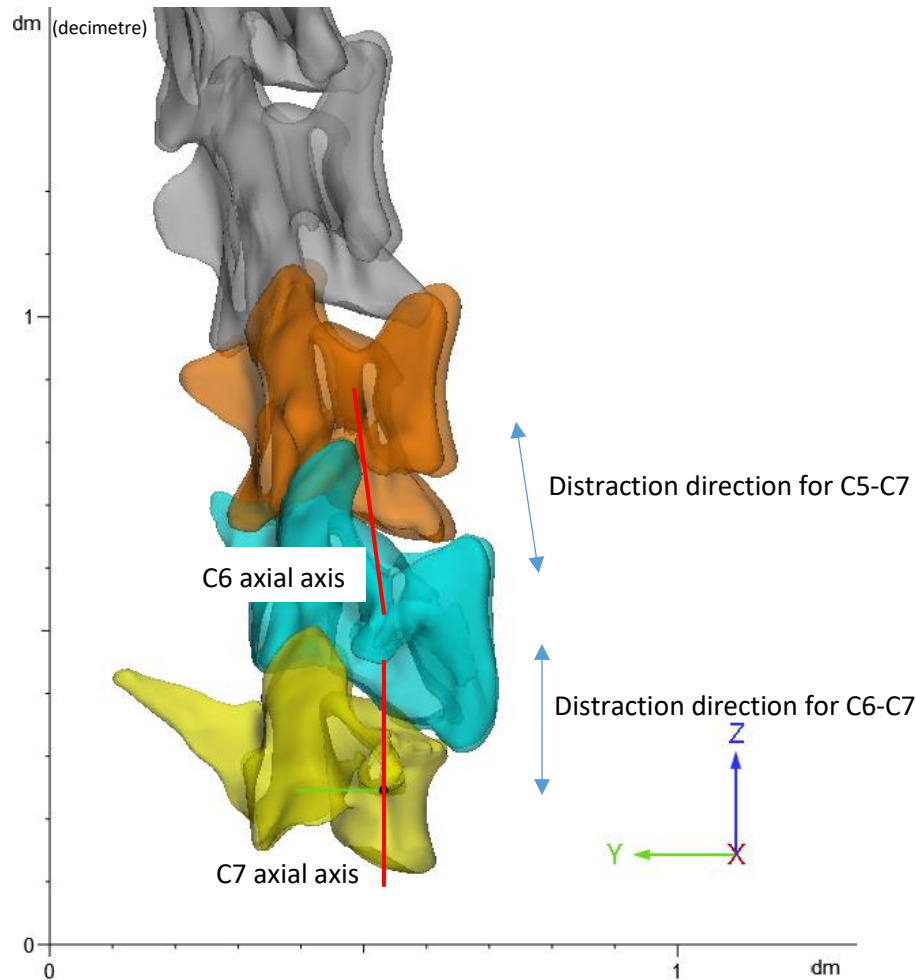 dm (decimetre)
1
Distraction direction for C5-C7
C6 axial axis
Distraction direction for C6-C7
Z
Y
X
C7 axial axis
0
0
1
dm